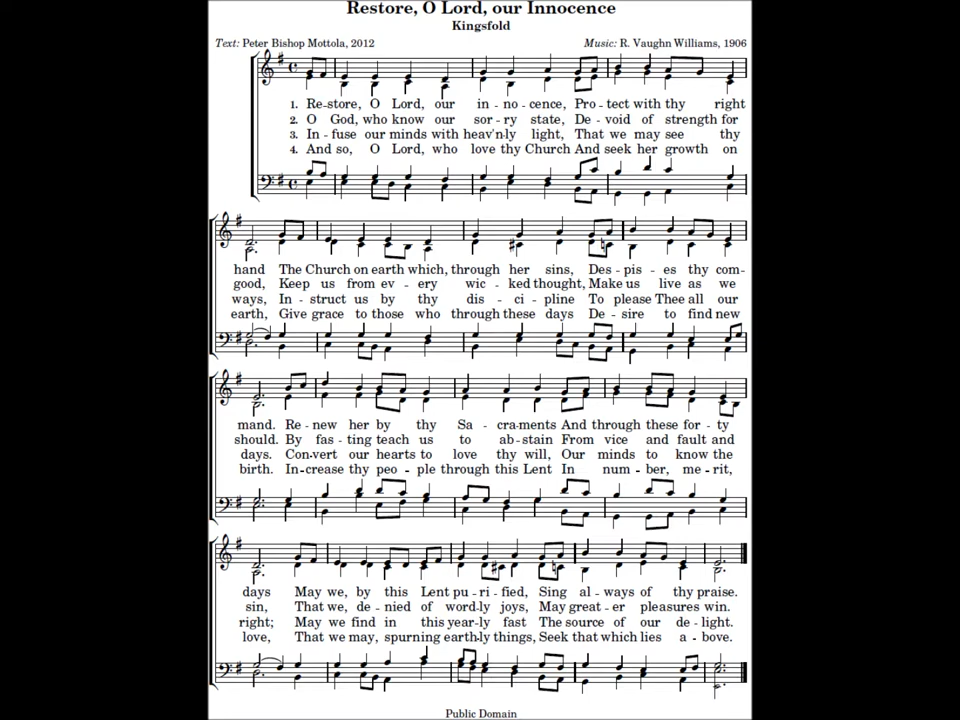 Restore, O Lord, our Innocence
Kingsfold
Text: Peter Bishop Mottola, 2012 Music: R. Vaughn Williams, 1906
1. Re-store, O Lord, our in - no - cence, Pro - tect with thy right
2. O God, who know our sor - ry state, De - void of strength for
3. In - fuse our minds with heav'n-ly light, That we may see thy
4. And so, O Lord, who love thy Church And seek her growth on
hand The Church on earth which, through her sins, Des - pis - es thy com-
good, Keep us from ev - ery wic - ked thought, Make us live as we
ways, In - struct us by thy dis - ci - pline To please Thee all our
earth, Give grace to those who through these days De - sire to find new
mand. Re - new her by thy Sa - cra-ments And through these for - ty
should. By fas - ting teach us to ab - stain From vice and fault and
days. Con-vert our hearts to love thy will, Our minds to know the
birth. In-crease thy peo - ple through this Lent In num - ber, mer-it,
days May we, by this Lent pu - ri - fied, Sing al - ways of thy praise.
sin, That we, de - nied of word-ly joys, May great - er pleasures win.
right; May we find in this year-ly fast The source of our de - light.
love, That we may, spurning earth-ly things, Seek that which lies a - bove.
Public Domain